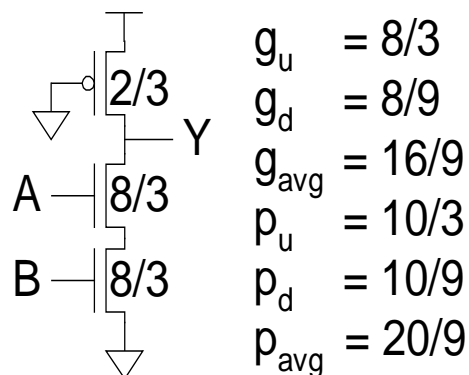 2/3
Y
A
8/3
B
8/3
g_u = 8/3
g_d = 8/9
g_avg = 16/9
p_u = 10/3
p_d = 10/9
p_avg = 20/9